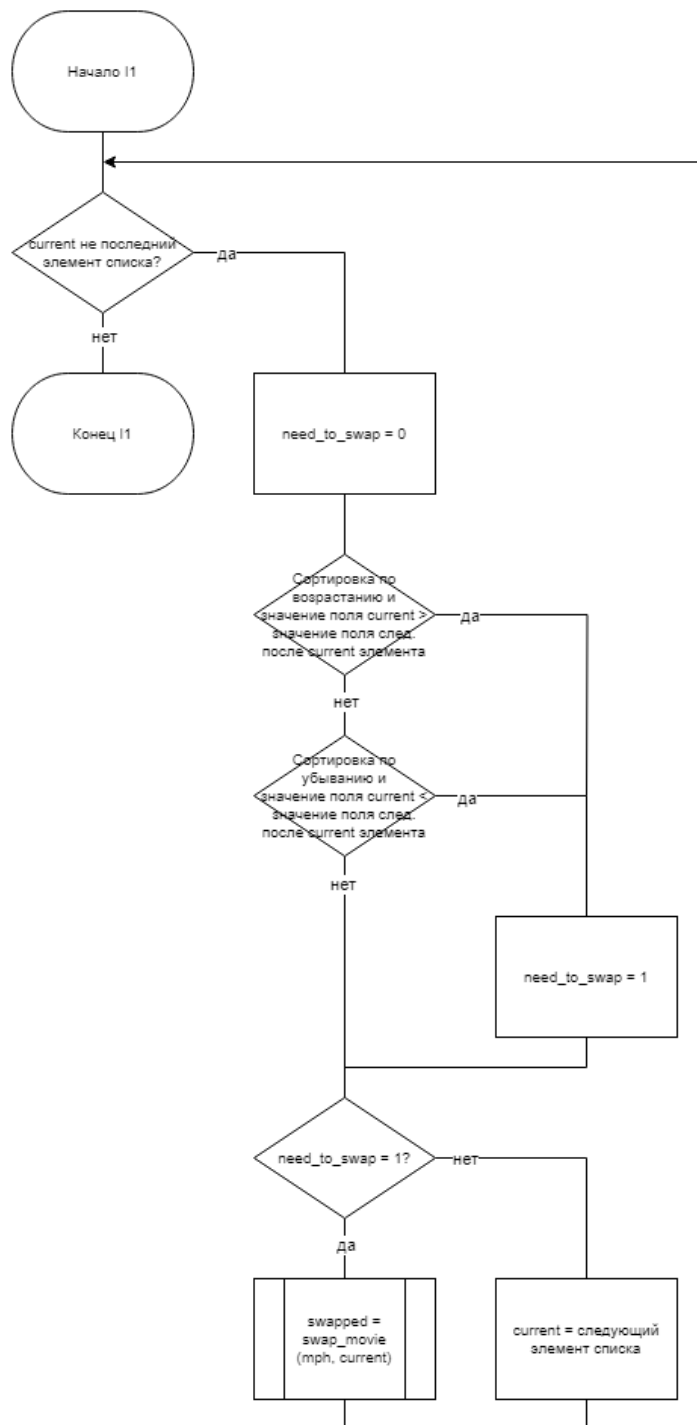 Начало I1
current не последний
элемент списка?
да
нет
Конец I1
need_to_swap = 0
Сортировка по
возрастанию и
значение поля current >
значение поля след.
после current элемента
да
нет
Сортировка по
убыванию и
значение поля current <
значение поля след.
после current элемента
да
нет
need_to_swap = 1
need_to_swap = 1?
нет
да
swapped =
swap_movie
(mph, current)
current = следующий
элемент списка